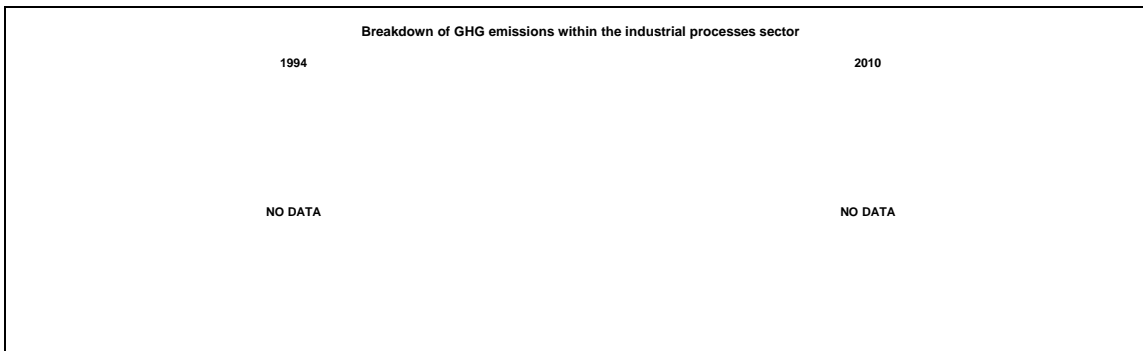 Breakdown of GHG emissions within the industrial processes sector
1994 2010
NO DATA NO DATA